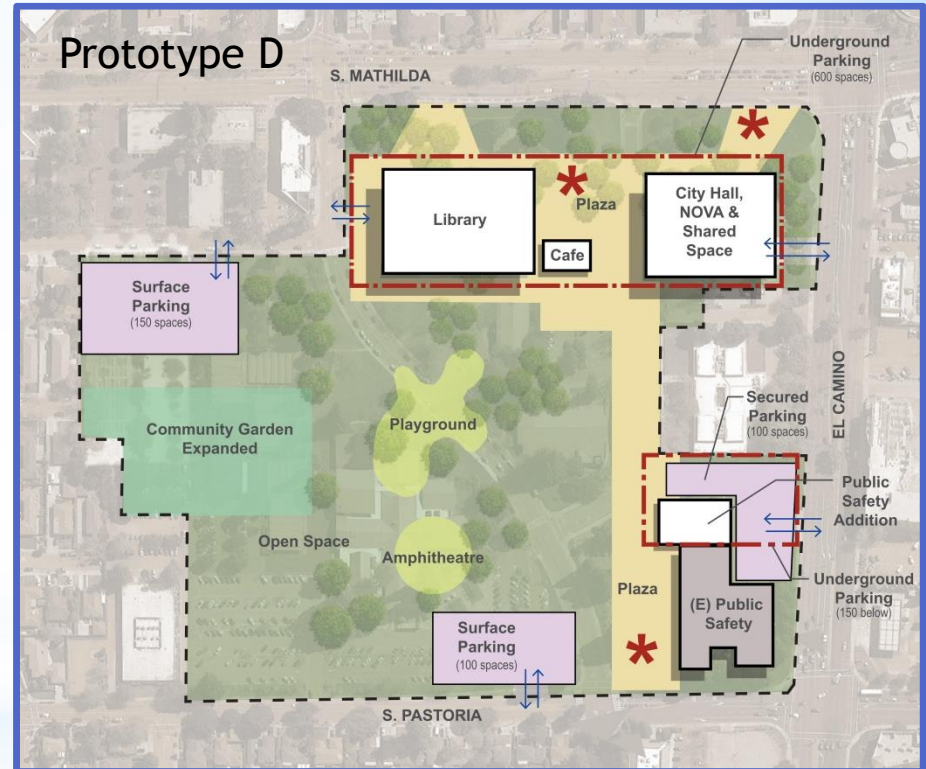 Prototype D
S. MATHILDA
Underground
Parking
(600 spaces)
Library
Plaza
Cafe
City Hall,
NOVA &
Shared
Space
Surface
Parking
(150 spaces)
Community Garden
Expanded
Playground
Open Space
Amphitheatre
Surface
Parking
(100 spaces)
Plaza
(E) Public
Safety
EL CAMINO
Secured
Parking
(100 spaces)
Public
Safety
Addition
Underground
Parking
(150 below)
S. PASTORIA